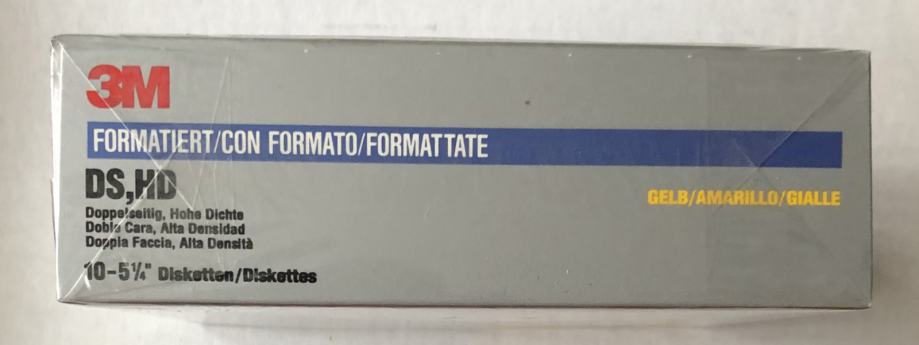 3M
FORMATIERT/CON FORMATO/FORMATTATE
DS,HD
GELB/AMARILLO/GIALLE
Doppelseitig, Hohe Dichte
Doble Cara, Alta Densidad
Doppia Faccia, Alta Densità
10-5¼" Disketten/Diskettes